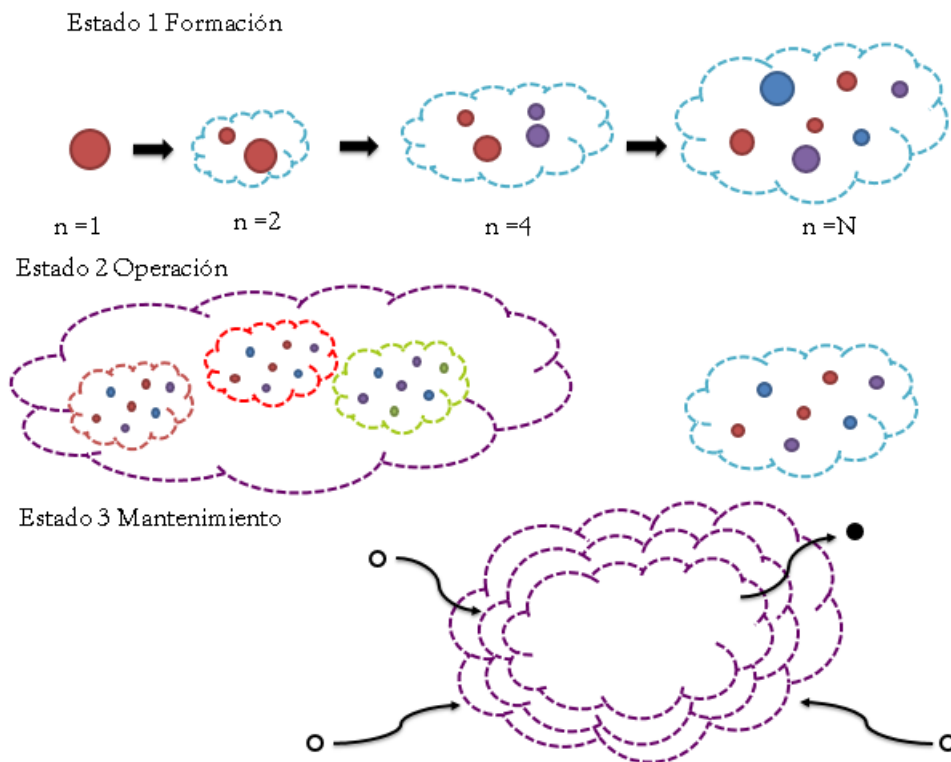 Estado 1 Formación
n =1
n =2
n =4
n =N
Estado 2 Operación
Estado 3 Mantenimiento